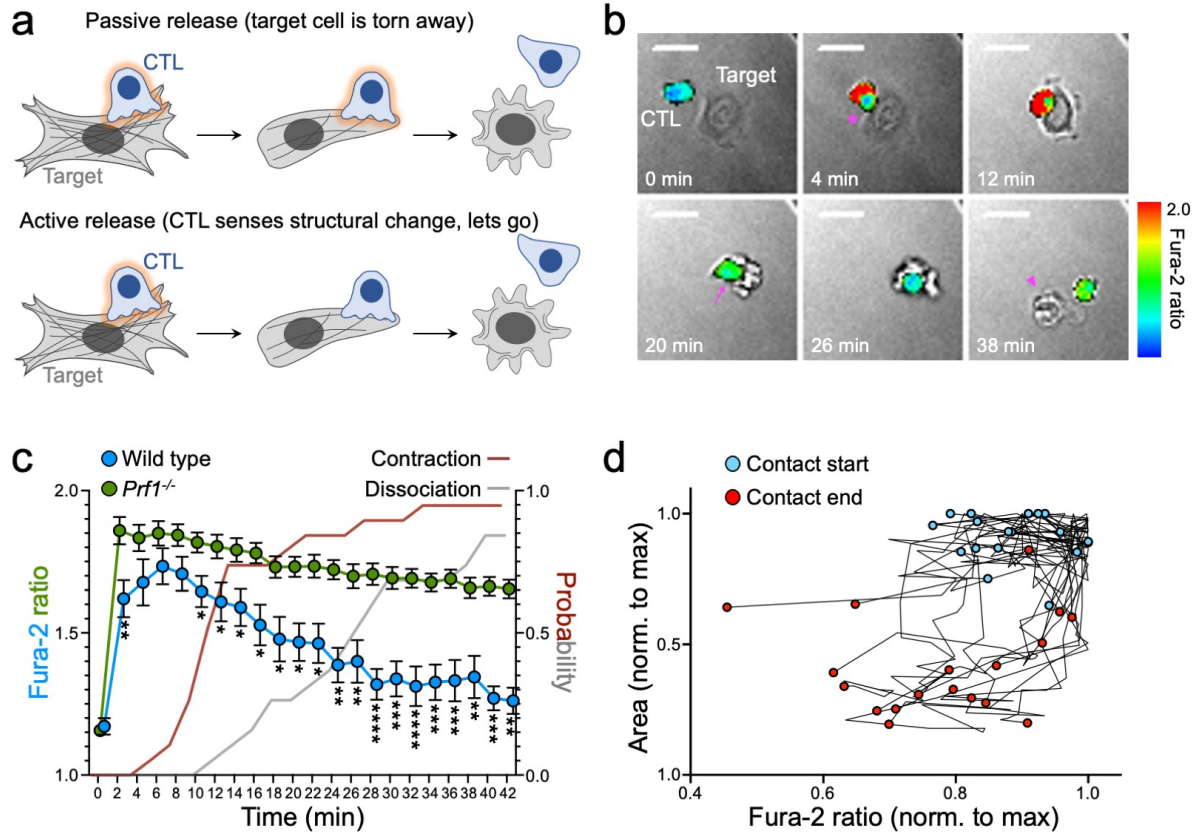 a
Passive release (target cell is torn away)
CTL
Target
Active release (CTL senses structural change, lets go)
CTL
Target
b
CTL
Target
0 min
4 min
12 min
20 min
26 min
38 min
2.0
Fura-2 ratio
c
Wild type
Prf1-/-
Contraction
Dissociation
2.0
1.5
1.0
Fura-2 ratio
1.0
0.5
0.0
Probability
** * * * * * * * ** ** **** *** **** *** *** ** *** **
0 2 4 6 8 10 12 14 16 18 20 22 24 26 28 30 32 34 36 38 40 42
Time (min)
d
Contact start
Contact end
1.0
0.5
1.0
Area (norm. to max)
0.4 0.6 0.8 1.0
Fura-2 ratio (norm. to max)